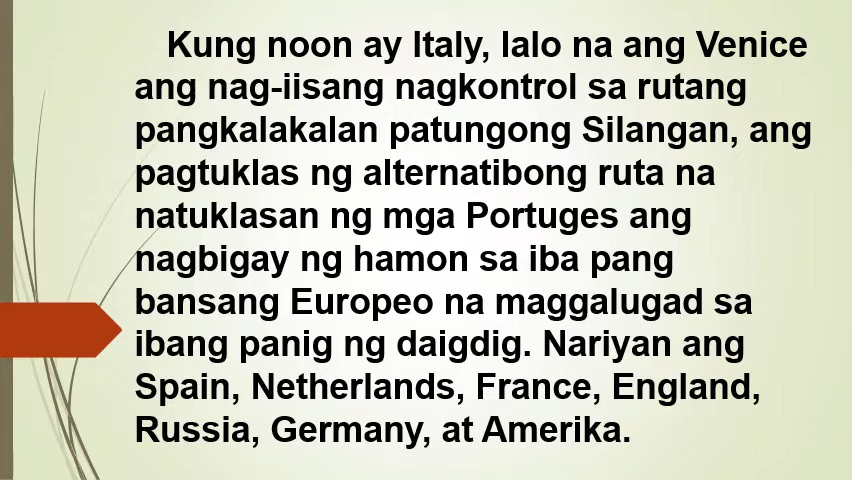 Kung noon ay Italy, lalo na ang Venice
ang nag-iisang nagkontrol sa rutang
pangkalakalan patungong Silangan, ang
pagtuklas ng alternatibong ruta na
natuklasan ng mga Portuges ang
nagbigay ng hamon sa iba pang
bansang Europeo na maggalugad sa
ibang panig ng daigdig. Nariyan ang
Spain, Netherlands, France, England,
Russia, Germany, at Amerika.